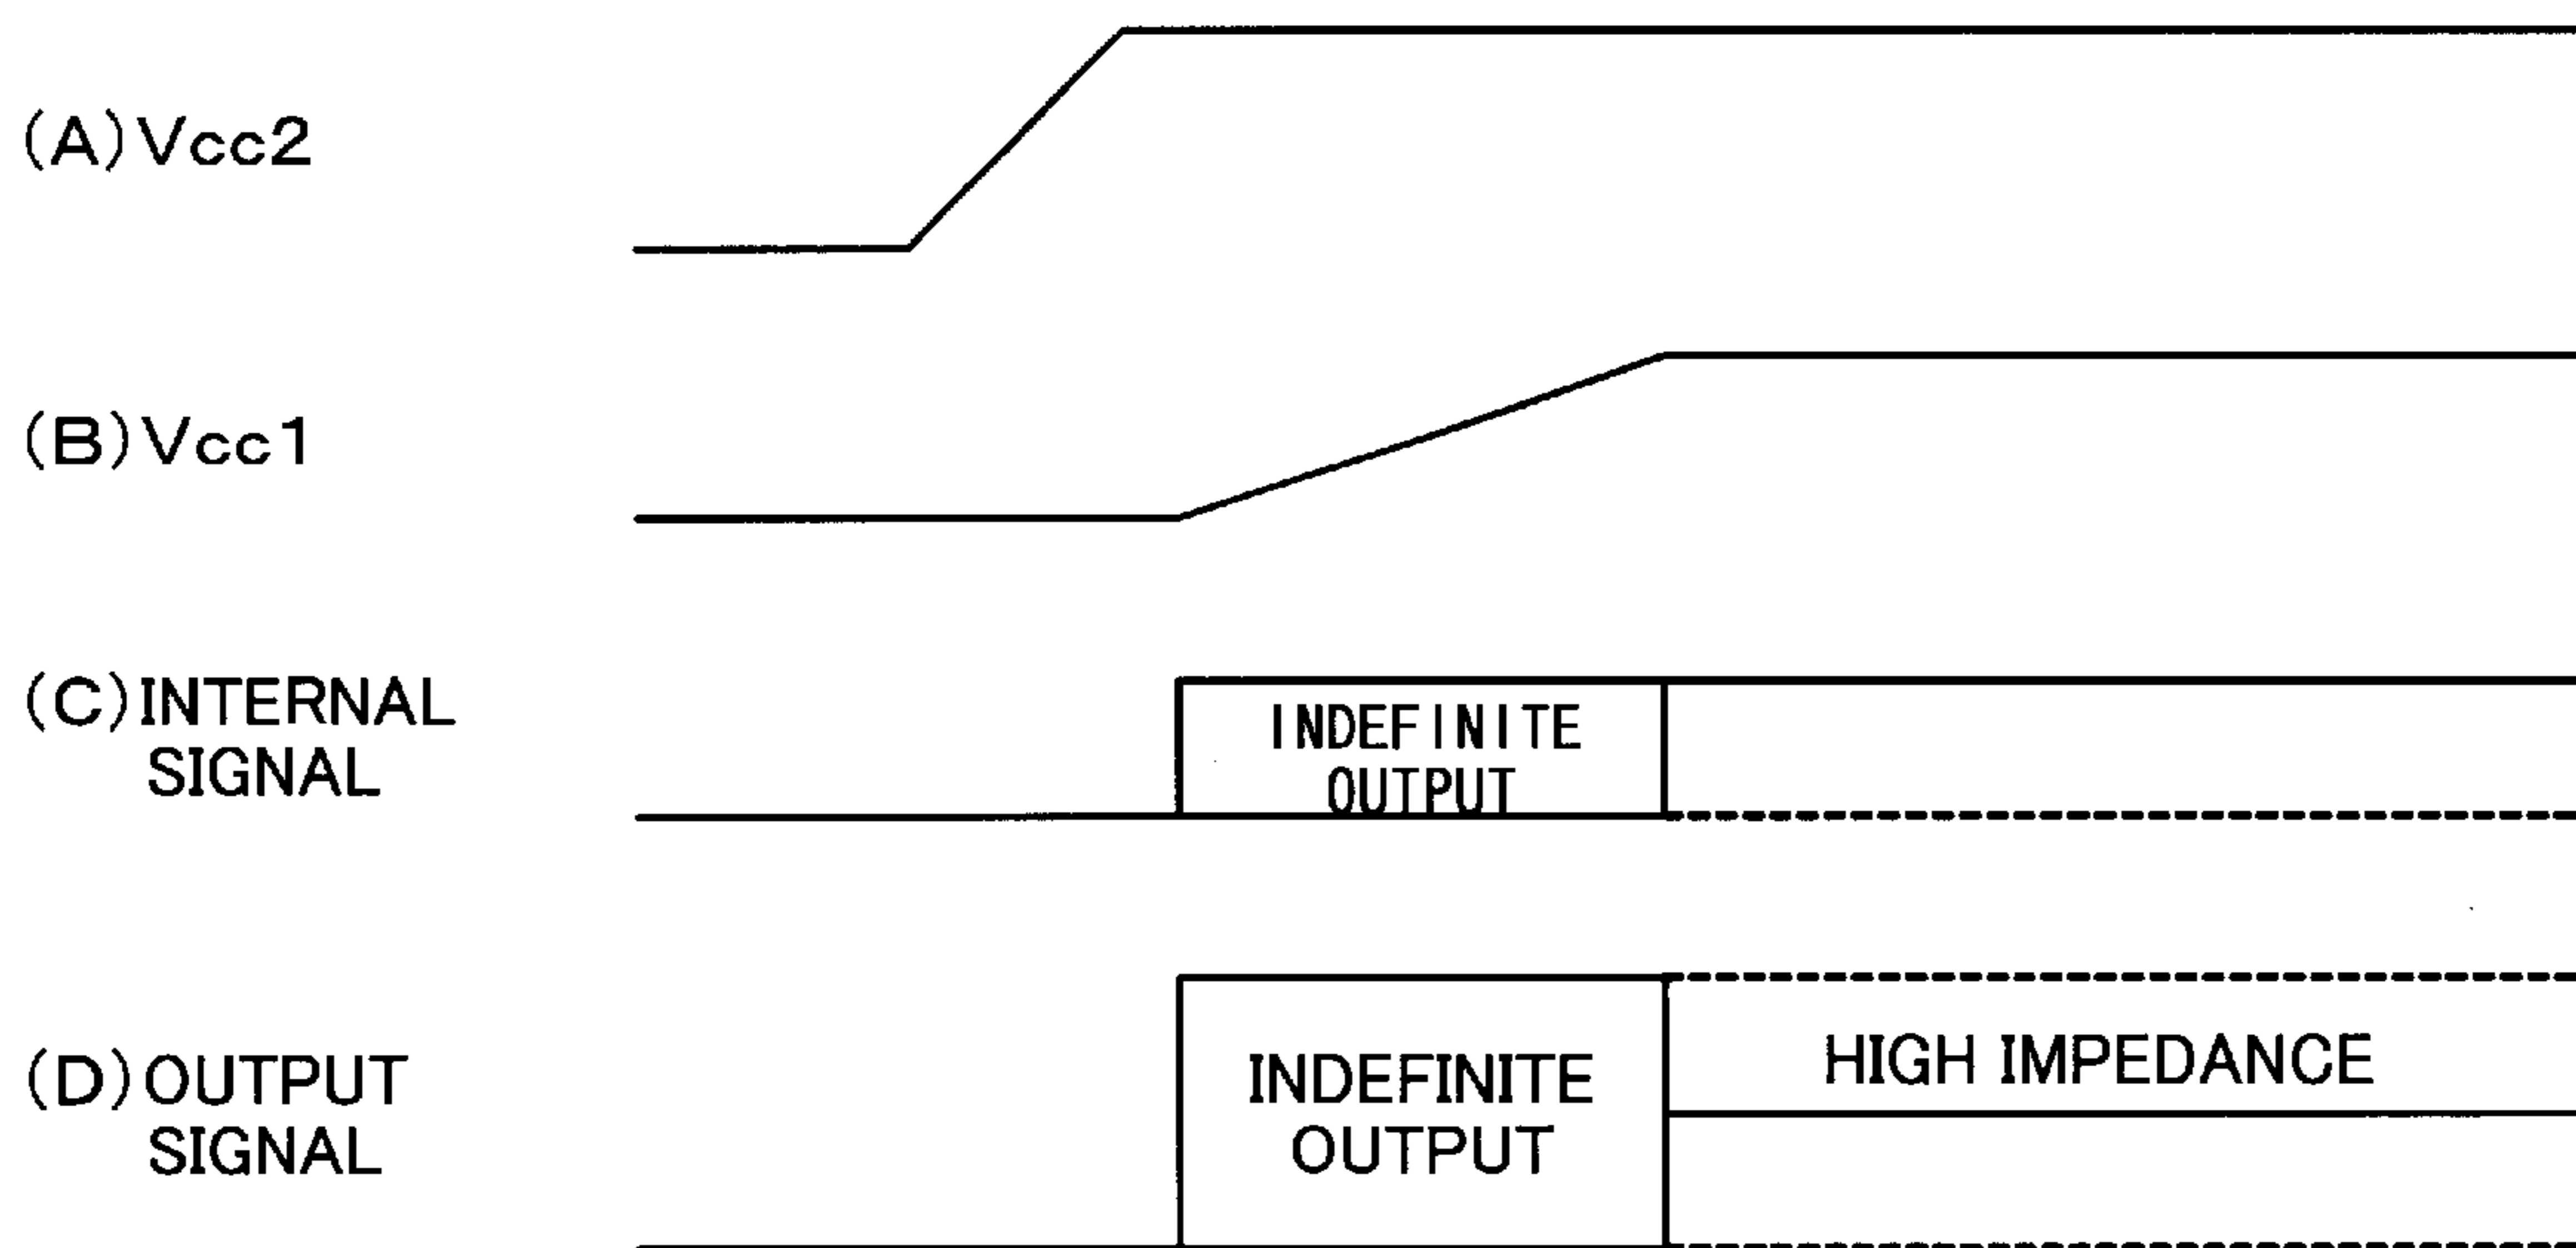 (A)Vcc2
(B)Vcc1
(C)INTERNAL
SIGNAL
INDEFINITE
OUTPUT
(D)OUTPUT
SIGNAL
INDEFINITE
OUTPUT
HIGH IMPEDANCE